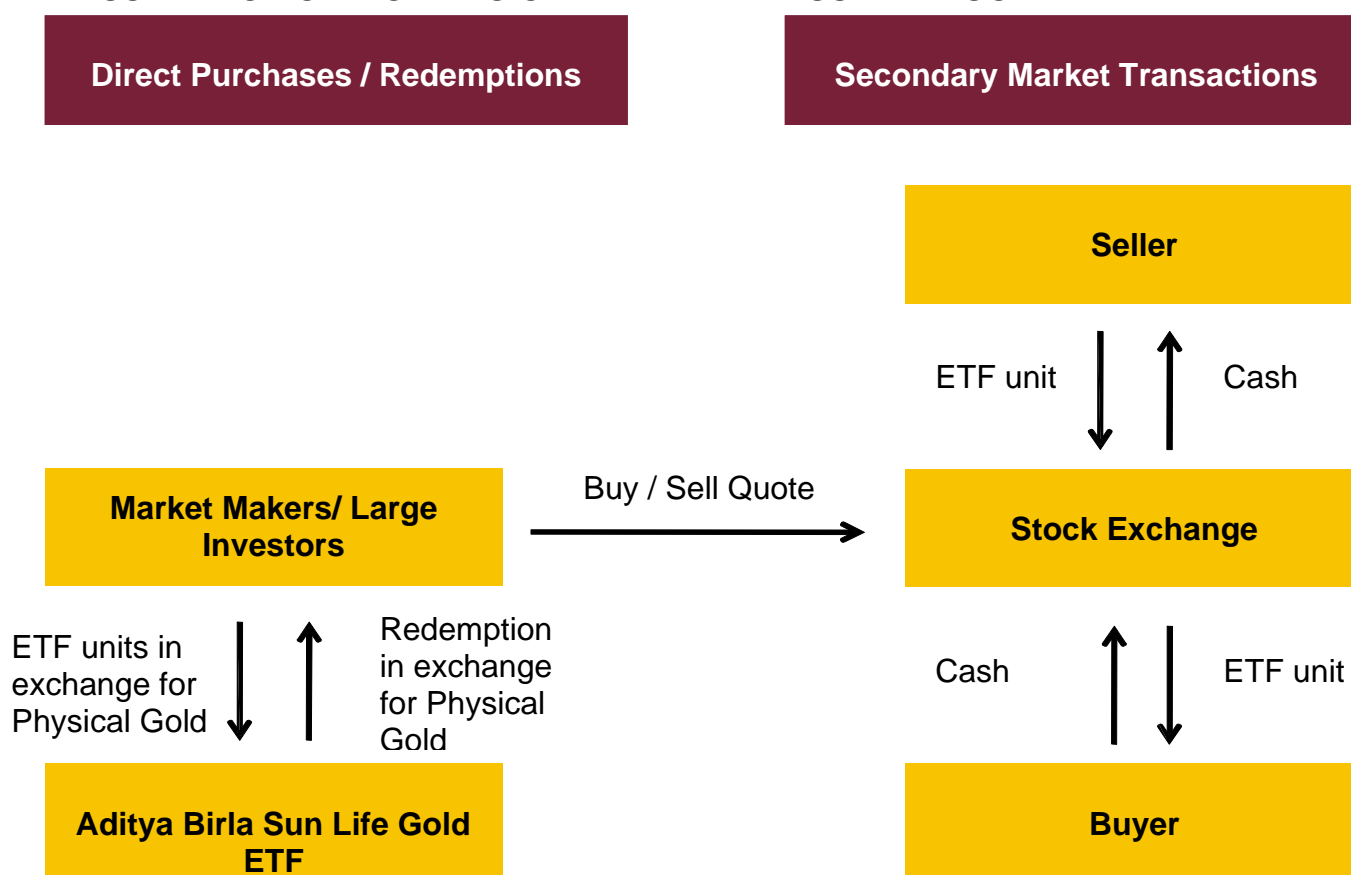 Direct Purchases / Redemptions
Secondary Market Transactions
Seller
ETF unit
Cash
Market Makers/ Large
Investors
Buy / Sell Quote
Stock Exchange
ETF units in
exchange for
Physical Gold
Redemption
in exchange
for Physical
Gold
Cash
ETF unit
Aditya Birla Sun Life Gold
ETF
Buyer